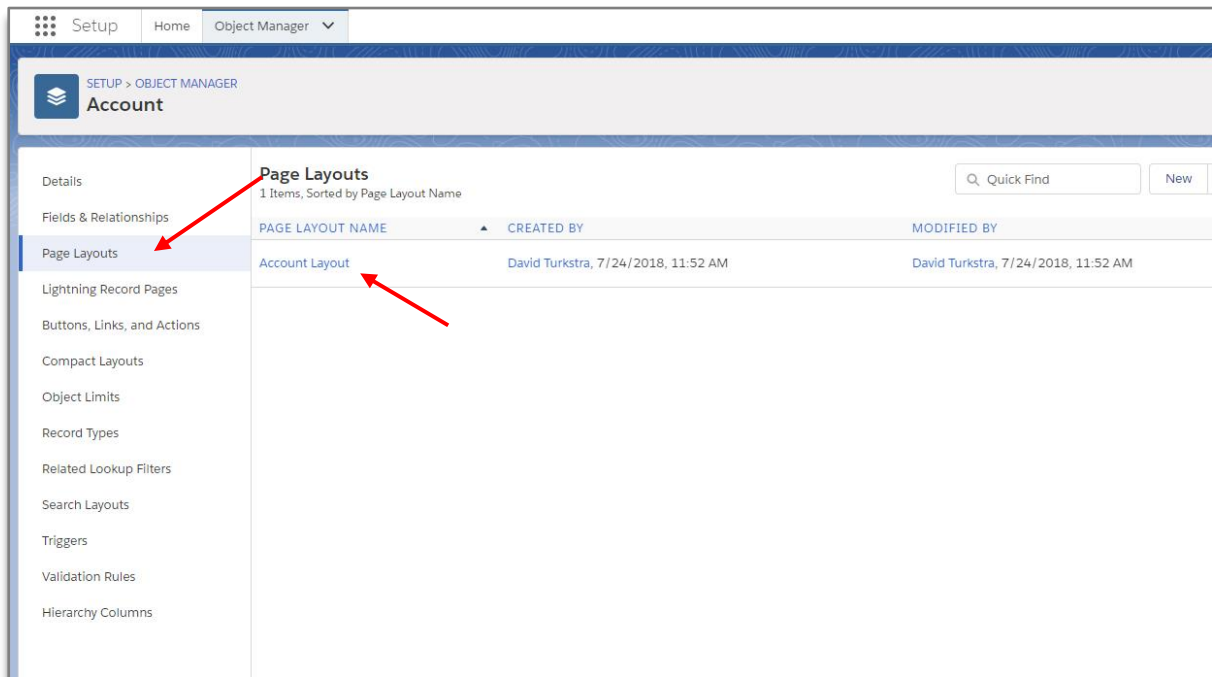 Setup Home Object Manager
SETUP > OBJECT MANAGER
Account
Details
Fields & Relationships
Page Layouts
Lightning Record Pages
Buttons, Links, and Actions
Compact Layouts
Object Limits
Record Types
Related Lookup Filters
Search Layouts
Triggers
Validation Rules
Hierarchy Columns
Page Layouts
1 Items, Sorted by Page Layout Name
Quick Find New
PAGE LAYOUT NAME CREATED BY MODIFIED BY
Account Layout David Turkstra, 7/24/2018, 11:52 AM David Turkstra, 7/24/2018, 11:52 AM